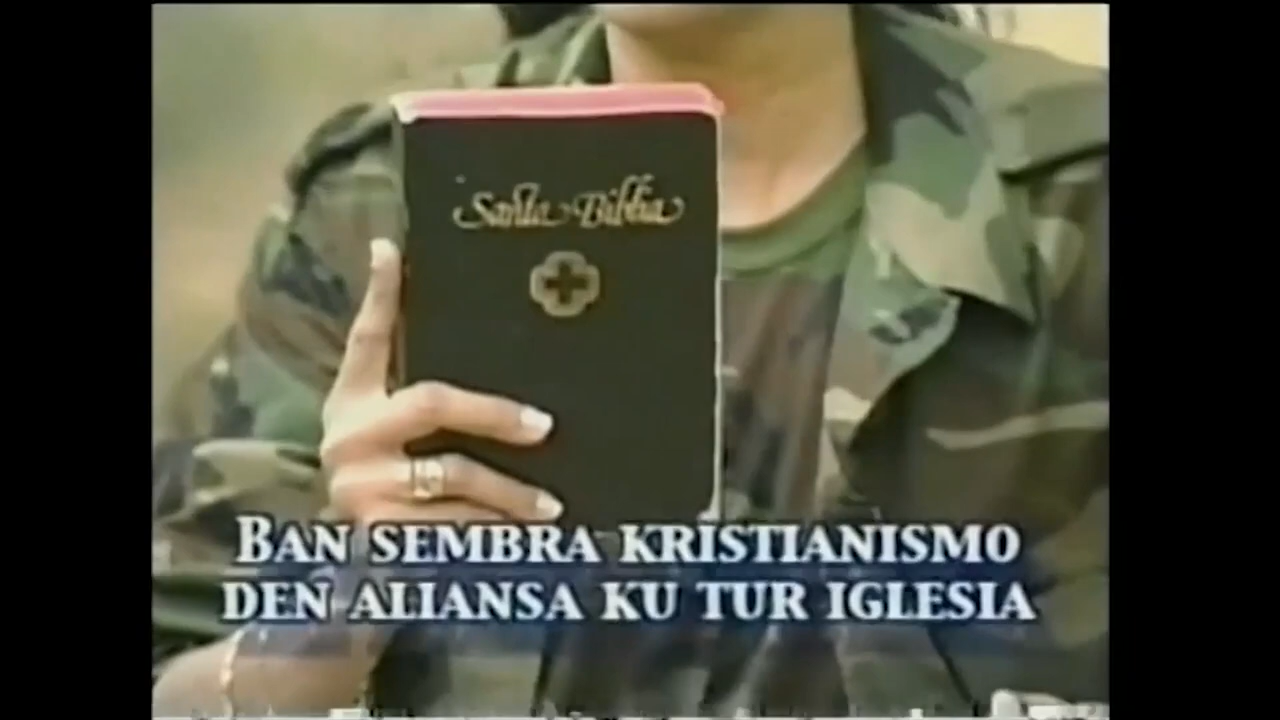 Santa Biblia
BAN SEMBRA KRISTIANISMO
DEN ALIANSA KU TUR IGLESIA